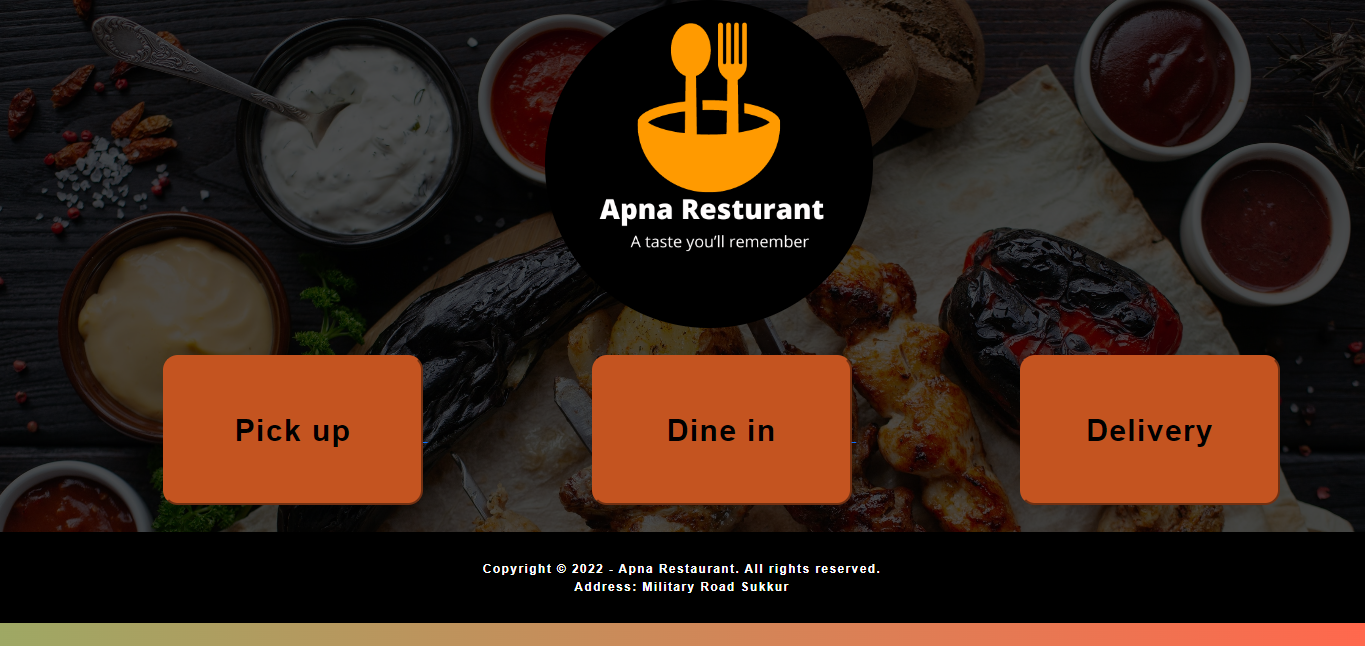 Apna Resturant
A taste you'll remember
Pick up
Dine in
Delivery
Copyright © 2022 - Apna Restaurant. All rights reserved.
Address: Military Road Sukkur